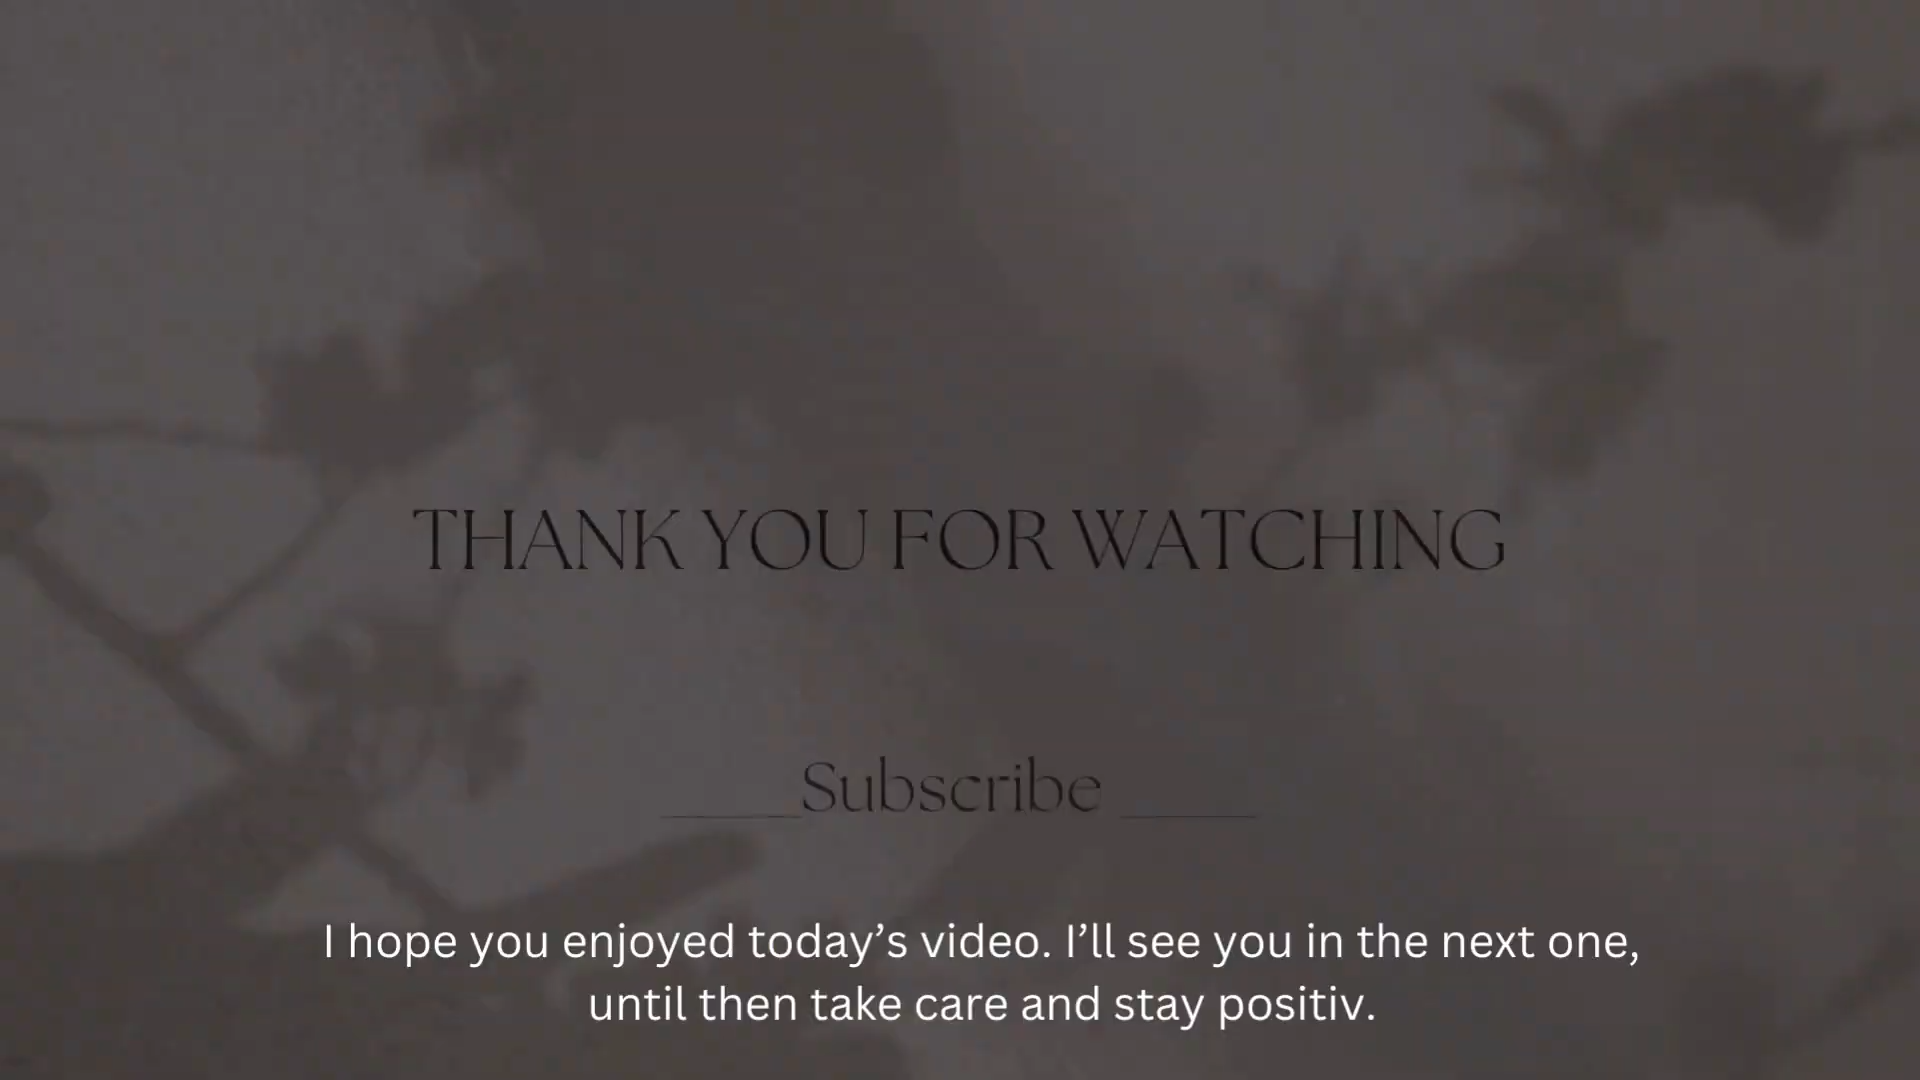 THANK YOU FOR WATCHING
Subscribe
I hope you enjoyed today’s video. I’ll see you in the next one,
until then take care and stay positiv.